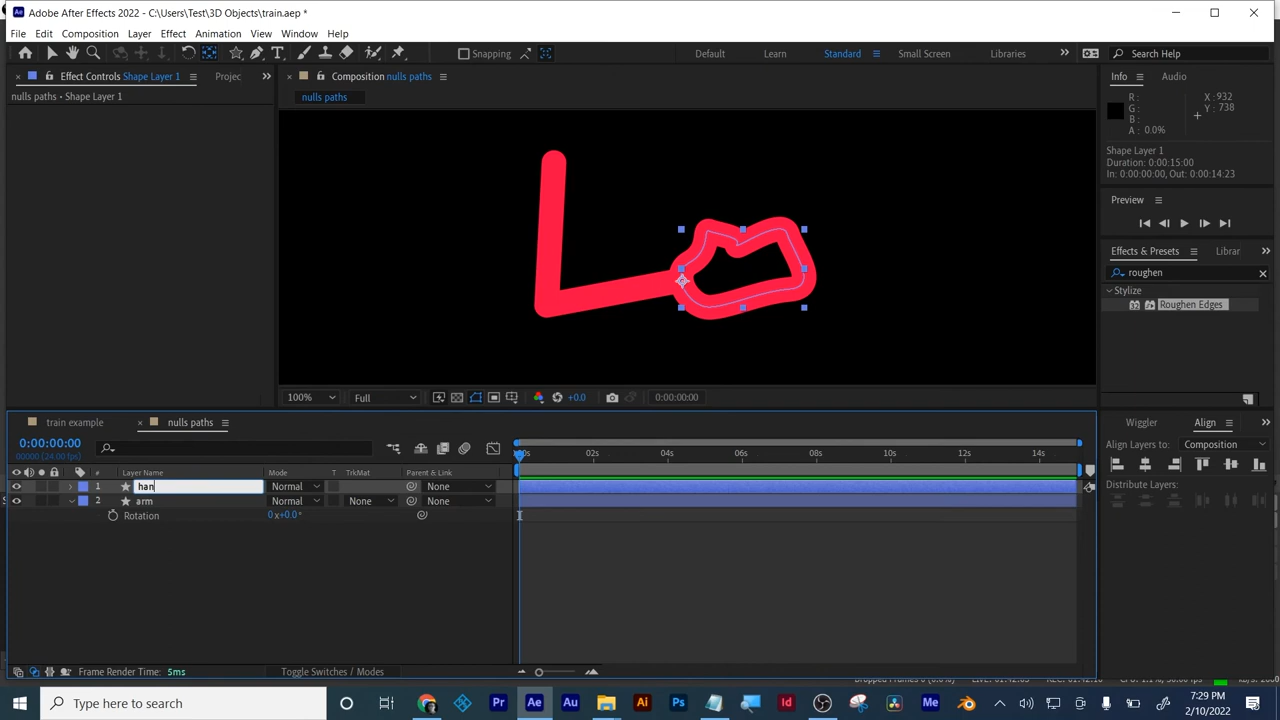 Adobe After Effects 2022 - C:\Users\Test\3D Objects\train.aep *
File Edit Composition Layer Effect Animation View Window Help
Snapping Default Learn Standard Small Screen Libraries Search Help
Effect Controls Shape Layer 1 Projec
Composition nulls paths
Info Audio
nulls paths • Shape Layer 1
nulls paths
R: X: 932
G: Y: 738
B:
A: 0.0%
Shape Layer 1
Duration: 0:00:15:00
In: 0:00:00:00, Out: 0:00:14:23
Preview
Effects & Presets Librar
roughen
Stylize
32 Roughen Edges
100% Full +0.0 0:00:00:00
train example nulls paths
Wiggler Align
0:00:00:00
00000 (24.00 fps)
Align Layers to: Composition
Distribute Layers:
02s 04s 06s 08s 10s 12s 14s
# Layer Name Mode T TrkMat Parent & Link
1 han Normal None
2 arm Normal None None
Rotation 0x+0.0°
Frame Render Time: 5ms Toggle Switches / Modes
Type here to search
7:29 PM
2/10/2022